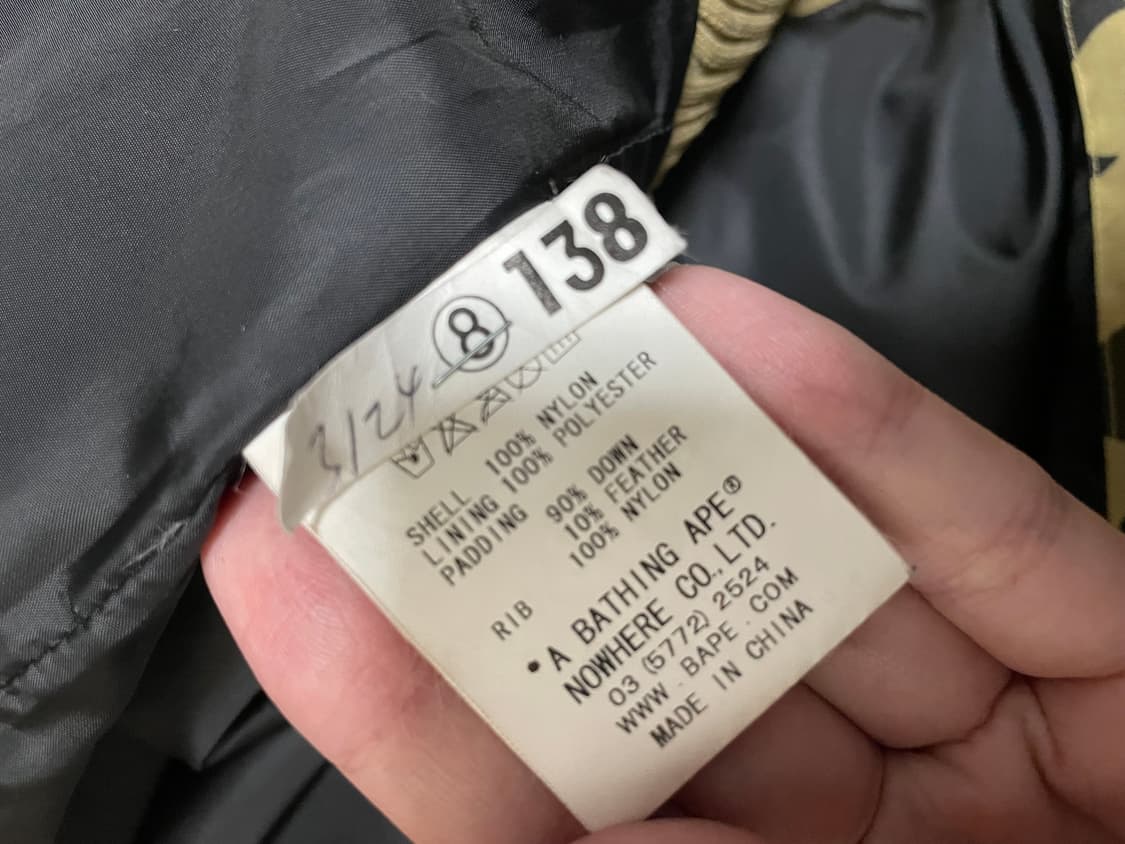 138
8
3/24
SHELL 100% NYLON
LINING 100% POLYESTER
PADDING 90% DOWN
10% FEATHER
RIB 100% NYLON
•A BATHING APE®
NOWHERE CO.,LTD.
03 (5772) 2524
WWW.BAPE.COM
MADE IN CHINA